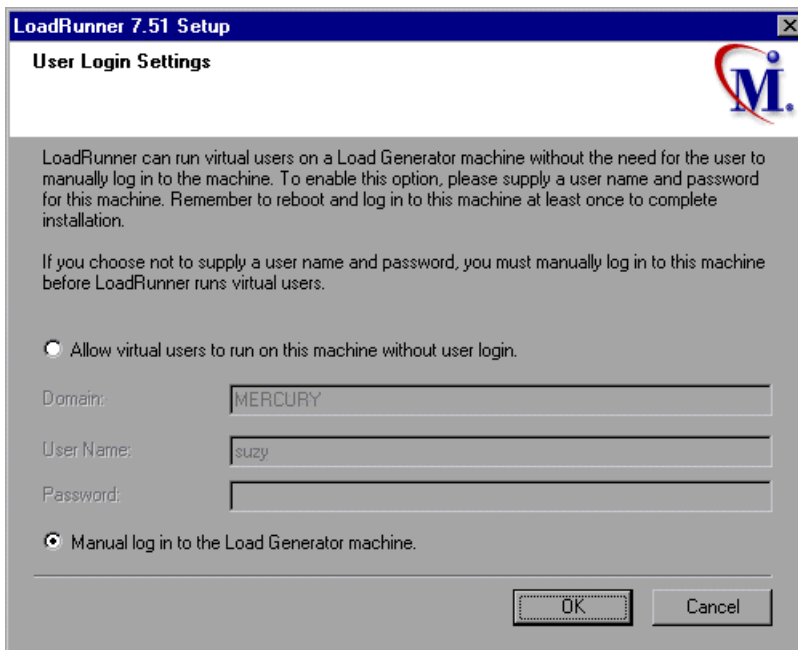 LoadRunner 7.51 Setup
User Login Settings
M.
LoadRunner can run virtual users on a Load Generator machine without the need for the user to
manually log in to the machine. To enable this option, please supply a user name and password
for this machine. Remember to reboot and log in to this machine at least once to complete
installation.
If you choose not to supply a user name and password, you must manually log in to this machine
before LoadRunner runs virtual users.
Allow virtual users to run on this machine without user login.
Domain: MERCURY
User Name: suzy
Password:
Manual log in to the Load Generator machine.
OK Cancel